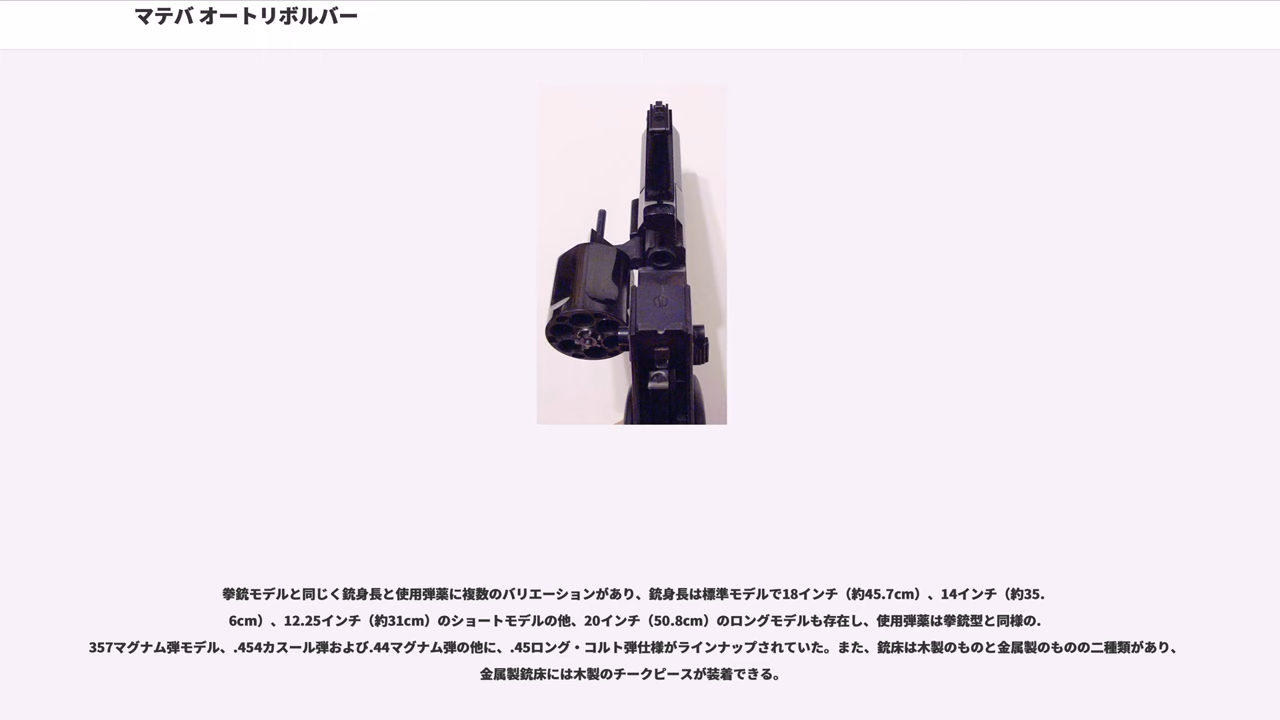 マテバ オートリボルバー
拳銃モデルと同じく銃身長と使用弾薬に複数のバリエーションがあり、銃身長は標準モデルで18インチ（約45.7cm）、14インチ（約35.
6cm）、12.25インチ（約31cm）のショートモデルの他、20インチ（50.8cm）のロングモデルも存在し、使用弾薬は拳銃型と同様の.
357マグナム弾モデル、.454カスール弾および.44マグナム弾の他に、.45ロング・コルト弾仕様がラインナップされていた。また、銃床は木製のものと金属製のものの二種類があり、
金属製銃床には木製のチークピースが装着できる。